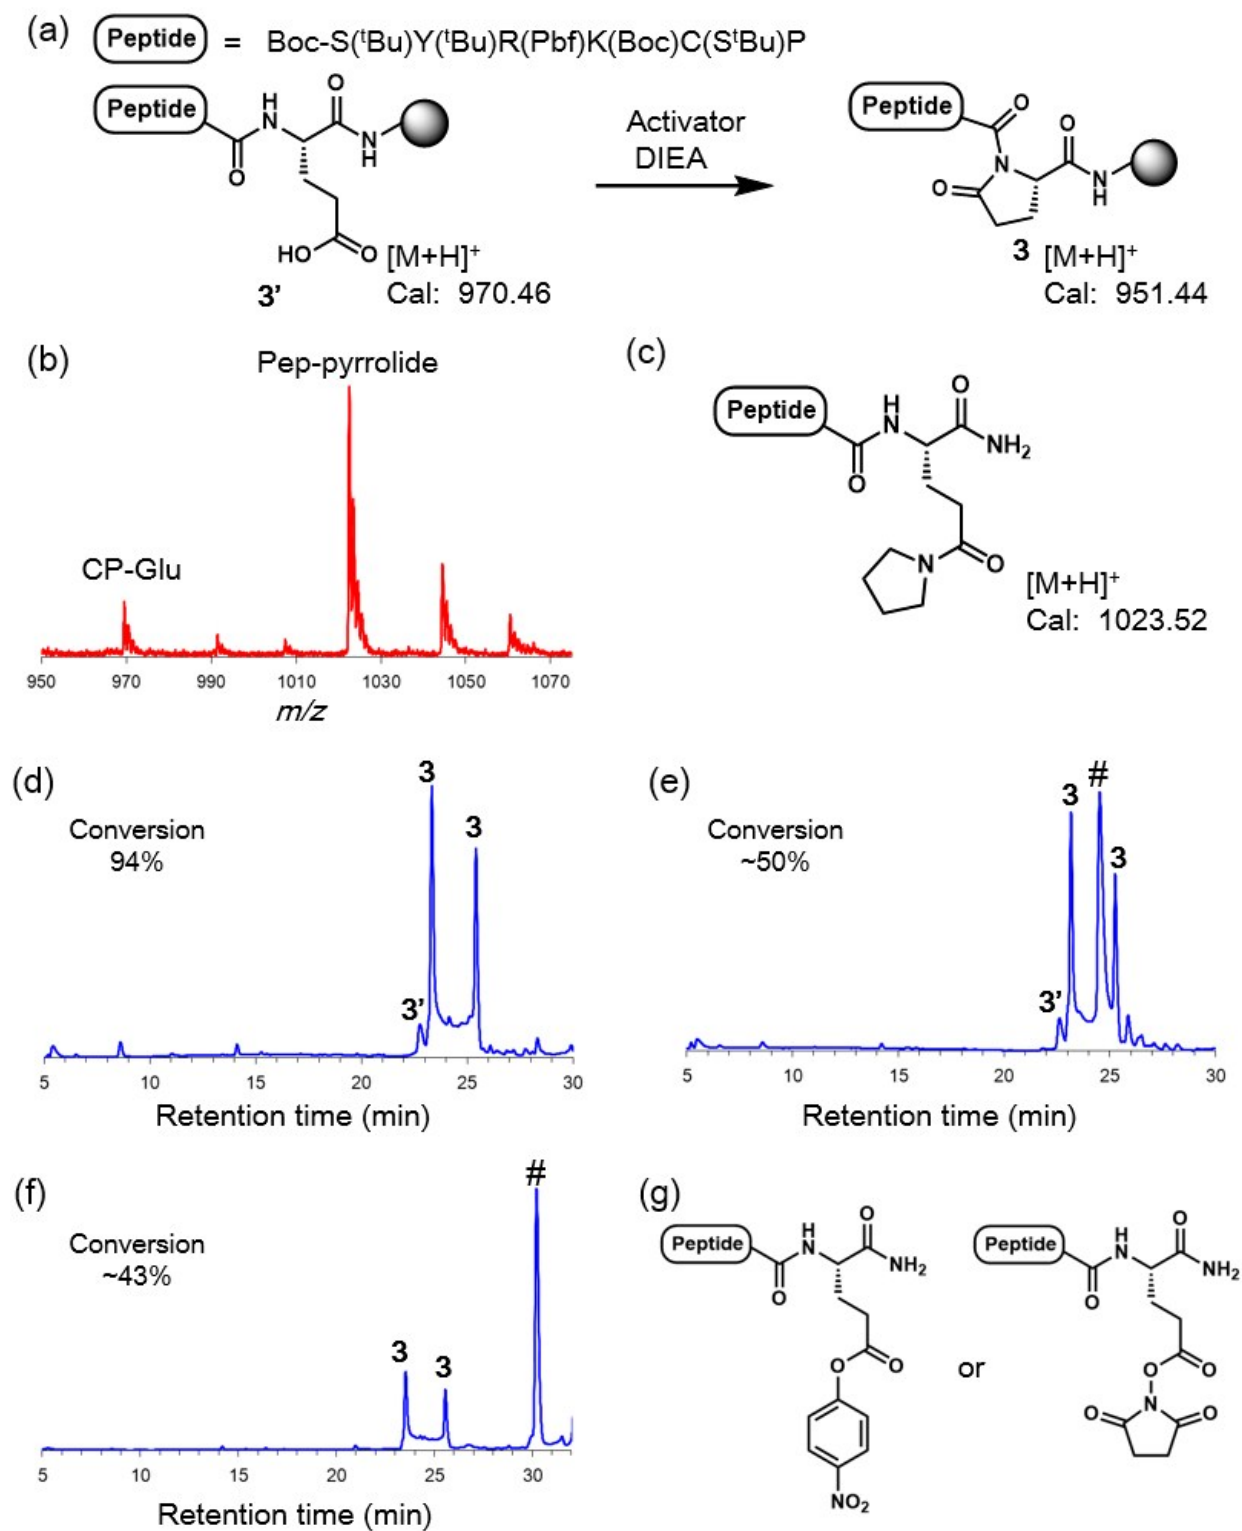 (a) Peptide = Boc-S(ᵗBu)Y(ᵗBu)R(Pbf)K(Boc)C(SᵗBu)P
Peptide H N O N H O HO O
3'
[M+H]⁺
Cal: 970.46
Activator
DIEA
Peptide O N O N H O
3
[M+H]⁺
Cal: 951.44
(b)
Pep-pyrrolide
CP-Glu
950 970 990 1010 1030 1050 1070
m/z
(c)
Peptide H N O NH₂ O N O
[M+H]⁺
Cal: 1023.52
(d)
Conversion
94%
3' 3 3
5 10 15 20 25 30
Retention time (min)
(e)
Conversion
~50%
3' 3 # 3
5 10 15 20 25 30
Retention time (min)
(f)
Conversion
~43%
3 3 #
5 10 15 20 25 30
Retention time (min)
(g)
Peptide H N O NH₂ O O O NO₂
or
Peptide H N O NH₂ O O O N O O